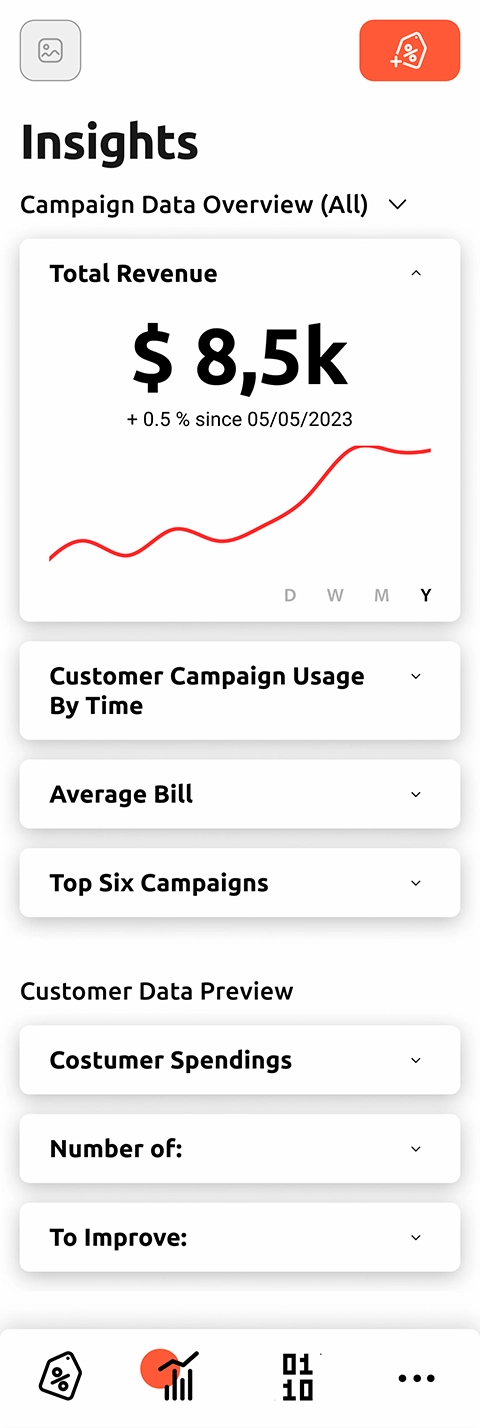 Insights
Campaign Data Overview (All)
Total Revenue
$ 8,5k
+ 0.5 % since 05/05/2023
D W M Y
Customer Campaign Usage
By Time
Average Bill
Top Six Campaigns
Customer Data Preview
Costumer Spendings
Number of:
To Improve:
01
10